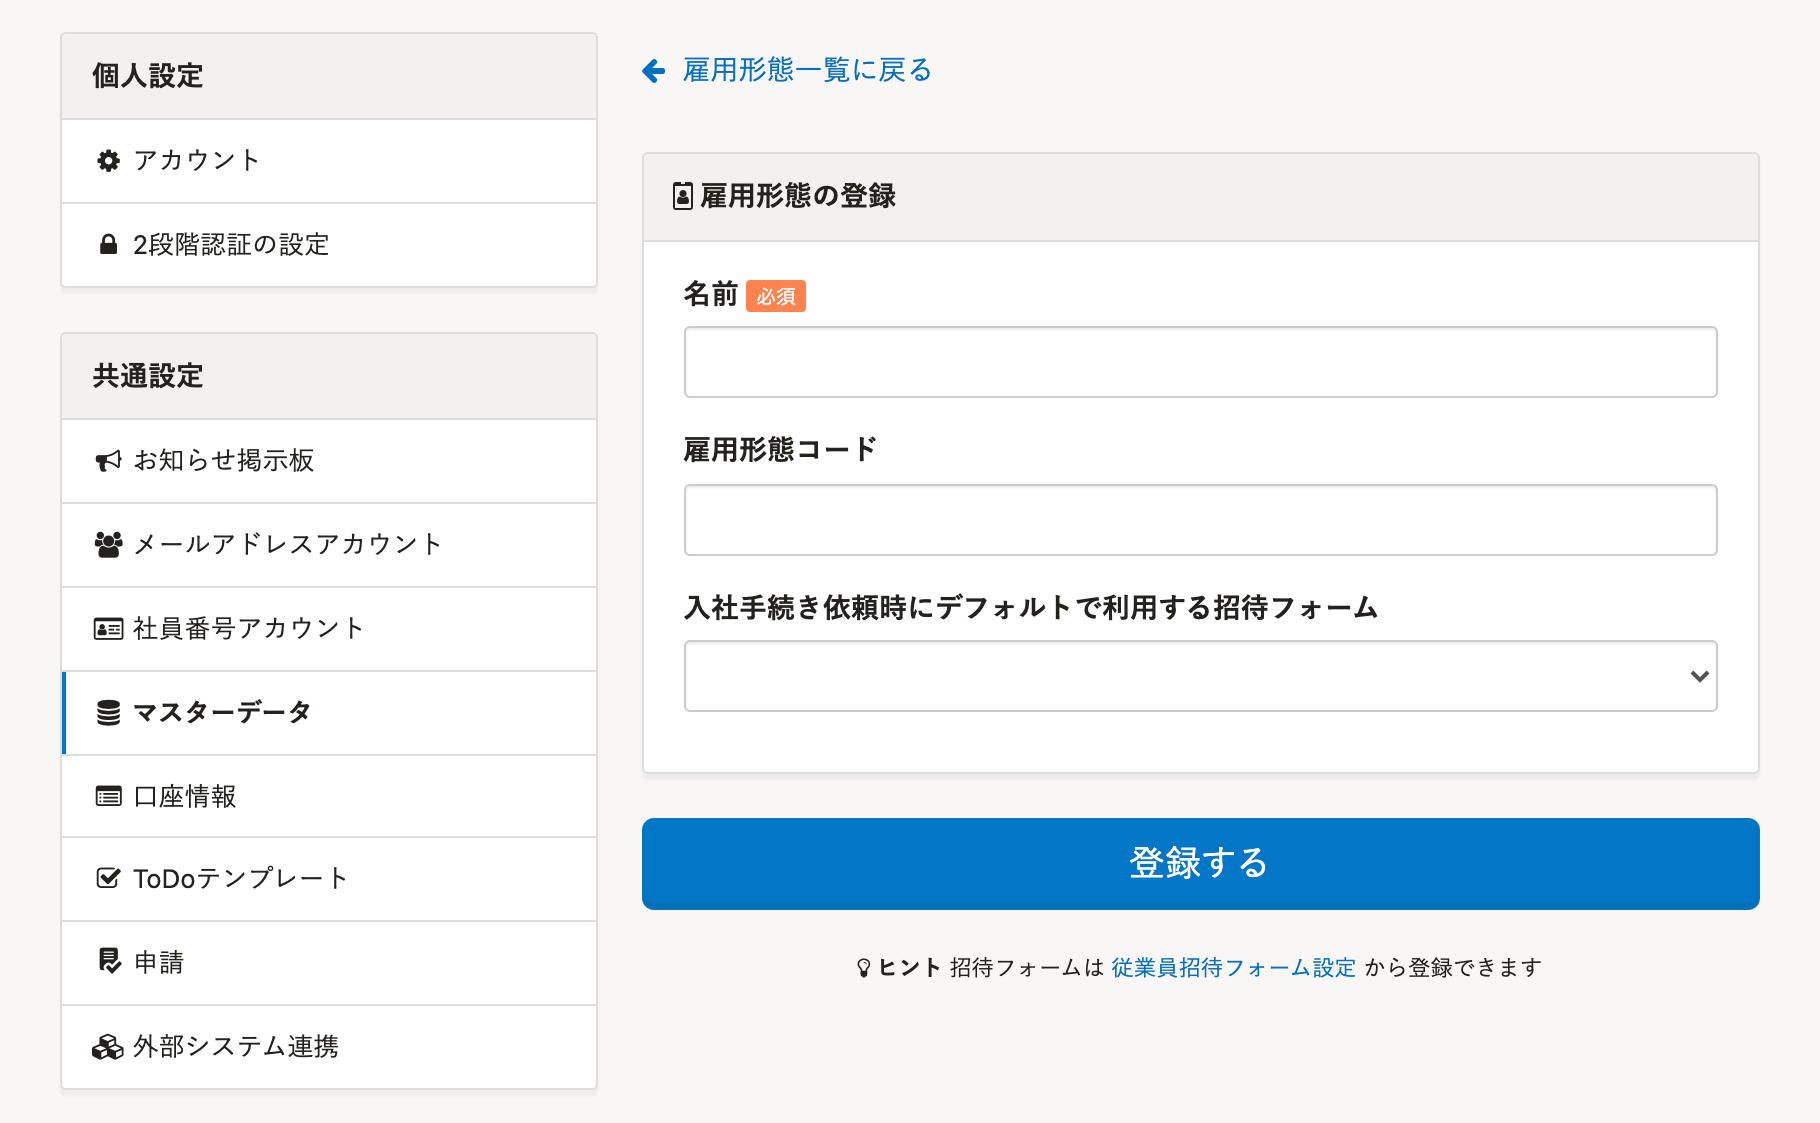 個人設定
アカウント
2段階認証の設定
共通設定
お知らせ掲示板
メールアドレスアカウント
社員番号アカウント
マスターデータ
口座情報
ToDoテンプレート
申請
外部システム連携
雇用形態一覧に戻る
雇用形態の登録
名前 必須
雇用形態コード
入社手続き依頼時にデフォルトで利用する招待フォーム
登録する
ヒント 招待フォームは 従業員招待フォーム設定 から登録できます